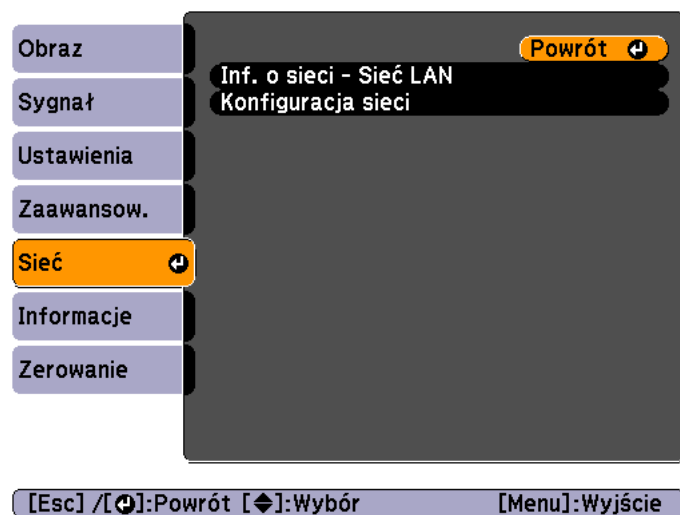 Obraz
Sygnał
Ustawienia
Zaawansow.
Sieć
Informacje
Zerowanie
Powrót
Inf. o sieci - Sieć LAN
Konfiguracja sieci
[Esc] /[⏎]:Powrót [◆]:Wybór [Menu]:Wyjście